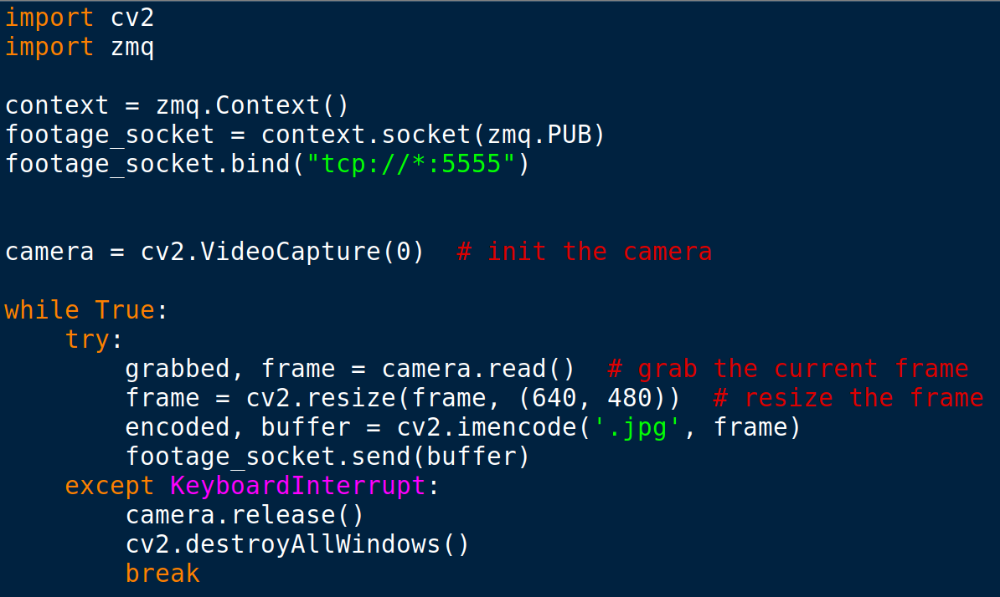 import cv2
import zmq

context = zmq.Context()
footage_socket = context.socket(zmq.PUB)
footage_socket.bind("tcp://*:5555")


camera = cv2.VideoCapture(0)  # init the camera

while True:
    try:
        grabbed, frame = camera.read()  # grab the current frame
        frame = cv2.resize(frame, (640, 480))  # resize the frame
        encoded, buffer = cv2.imencode('.jpg', frame)
        footage_socket.send(buffer)
    except KeyboardInterrupt:
        camera.release()
        cv2.destroyAllWindows()
        break